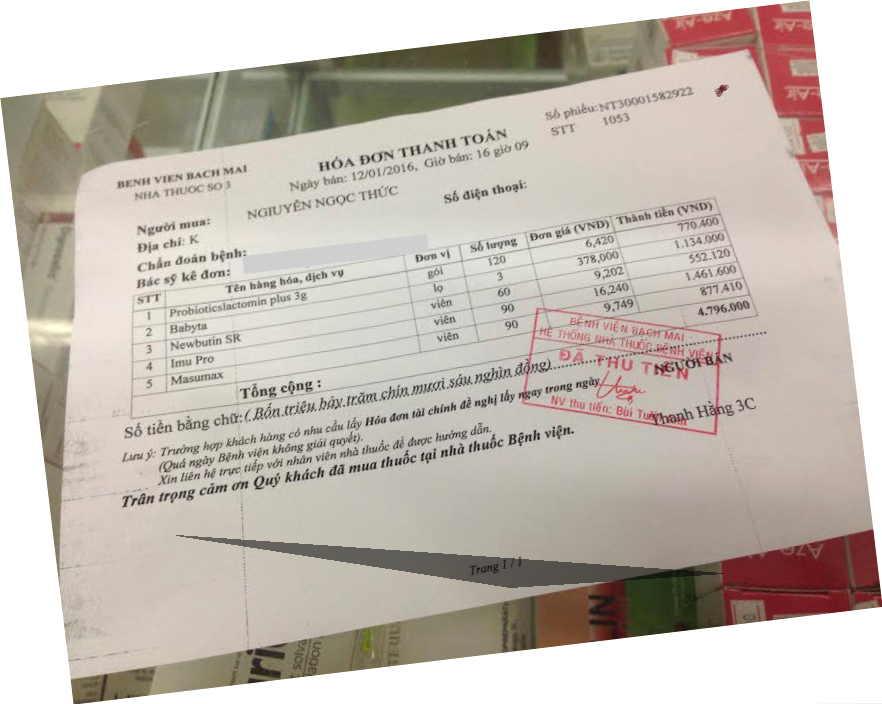 Số phiếu:NT30001582922
STT 1053
BENH VIEN BACH MAI
NHA THUOC SO 3
HÓA ĐƠN THANH TOÁN
Ngày bán: 12/01/2016, Giờ bán: 16 giờ 09
Người mua: NGIUYÊN NGỌC THỨC
Số điện thoại:
Địa chỉ: K
Chẩn đoán bệnh:
Bác sỹ kê đơn:
STT Tên hàng hóa, dịch vụ Đơn vị Số lượng Đơn giá (VND) Thành tiền (VND)
1 Probioticslactomin plus 3g gói 120 6,420 770.400
2 Babyta lọ 3 378,000 1.134.000
3 Newbutin SR viên 60 9,202 552.120
4 Imu Pro viên 90 16,240 1.461.600
5 Masumax viên 90 9,749 877.410
Tổng cộng : 4.796.000
Số tiền bằng chữ: ( Bốn triệu bảy trăm chín mươi sáu nghìn đồng)
BỆNH VIỆN BẠCH MAI
HỆ THỐNG NHÀ THUỐC BỆNH VIỆN
ĐÃ THU TIỀN
NV thu tiền: Bùi
NGƯỜI BÁN
Thanh Hằng 3C
Lưu ý: Trường hợp khách hàng có nhu cầu lấy Hóa đơn tài chính đề nghị lấy ngay trong ngày
(Quá ngày Bệnh viện không giải quyết).
Xin liên hệ trực tiếp với nhân viên nhà thuốc để được hướng dẫn.
Trân trọng cảm ơn Quý khách đã mua thuốc tại nhà thuốc Bệnh viện.
Trang 1 / 1